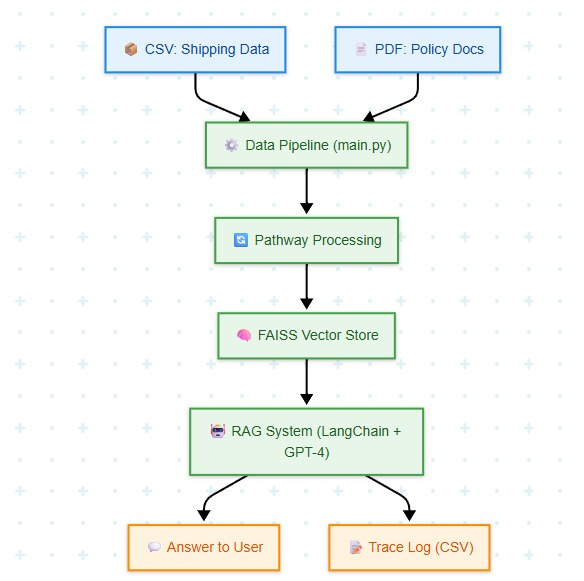 CSV: Shipping Data
PDF: Policy Docs
Data Pipeline (main.py)
Pathway Processing
FAISS Vector Store
RAG System (LangChain +
GPT-4)
Answer to User
Trace Log (CSV)